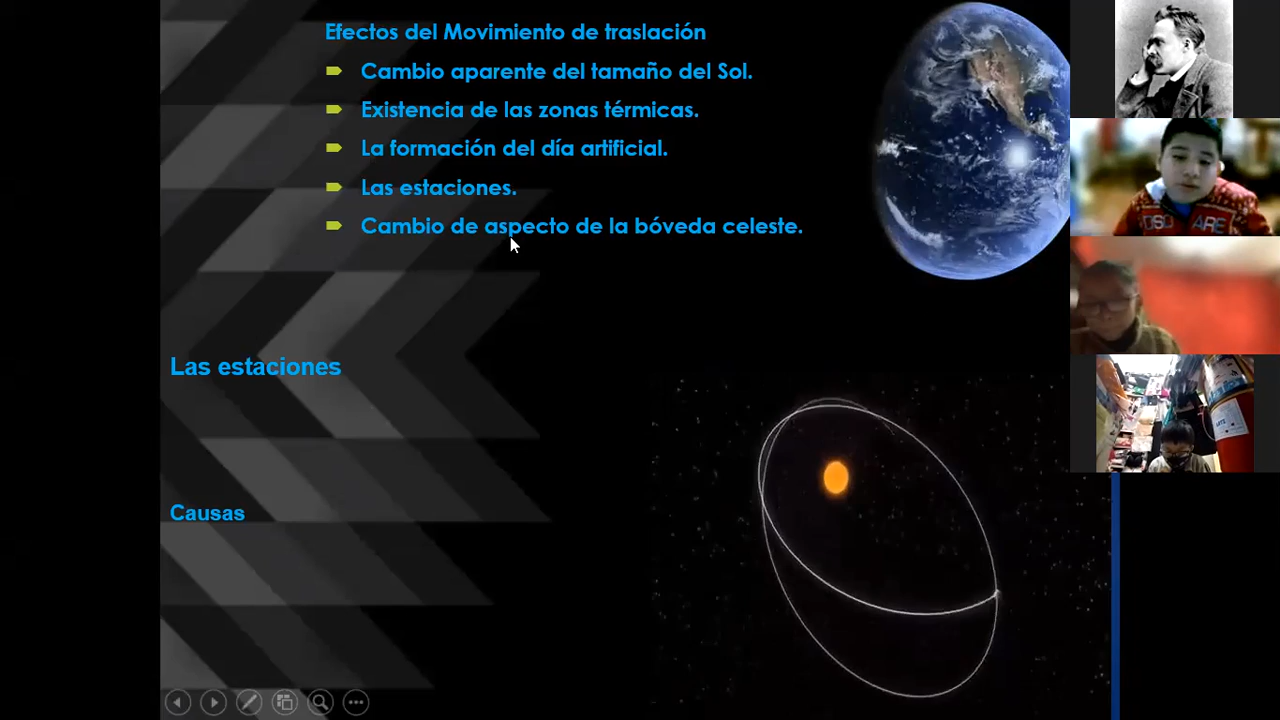 Efectos del Movimiento de traslación
Cambio aparente del tamaño del Sol.
Existencia de las zonas térmicas.
La formación del día artificial.
Las estaciones.
Cambio de aspecto de la bóveda celeste.
Las estaciones
Causas
ARTE